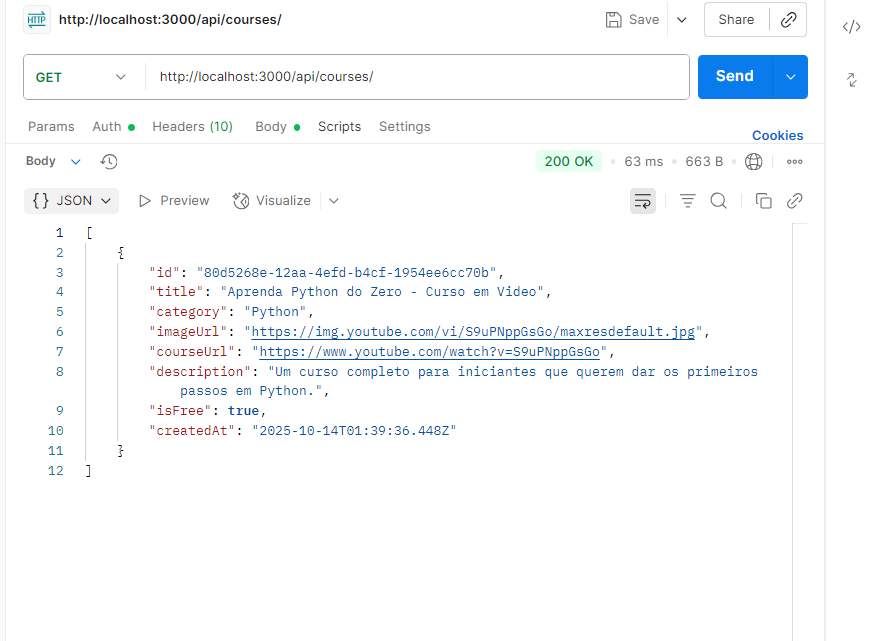 HTTP http://localhost:3000/api/courses/ Save Share
GET http://localhost:3000/api/courses/ Send
Params Auth Headers (10) Body Scripts Settings
Cookies
Body 200 OK 63 ms 663 B
{} JSON Preview Visualize
1 [
2 {
3 "id": "80d5268e-12aa-4efd-b4cf-1954ee6cc70b",
4 "title": "Aprenda Python do Zero - Curso em Video",
5 "category": "Python",
6 "imageUrl": "https://img.youtube.com/vi/S9uPNppGsGo/maxresdefault.jpg",
7 "courseUrl": "https://www.youtube.com/watch?v=S9uPNppGsGo",
8 "description": "Um curso completo para iniciantes que querem dar os primeiros
passos em Python.",
9 "isFree": true,
10 "createdAt": "2025-10-14T01:39:36.448Z"
11 }
12 ]